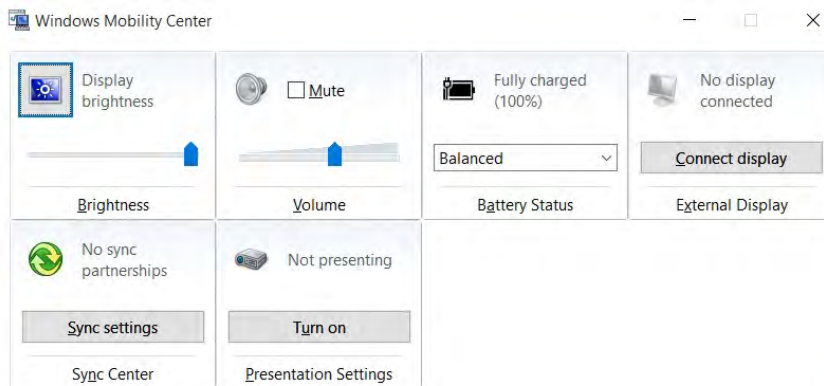 Windows Mobility Center
Display
brightness
Brightness
Mute
Volume
Fully charged
(100%)
Balanced
Battery Status
No display
connected
Connect display
External Display
No sync
partnerships
Sync settings
Sync Center
Not presenting
Turn on
Presentation Settings